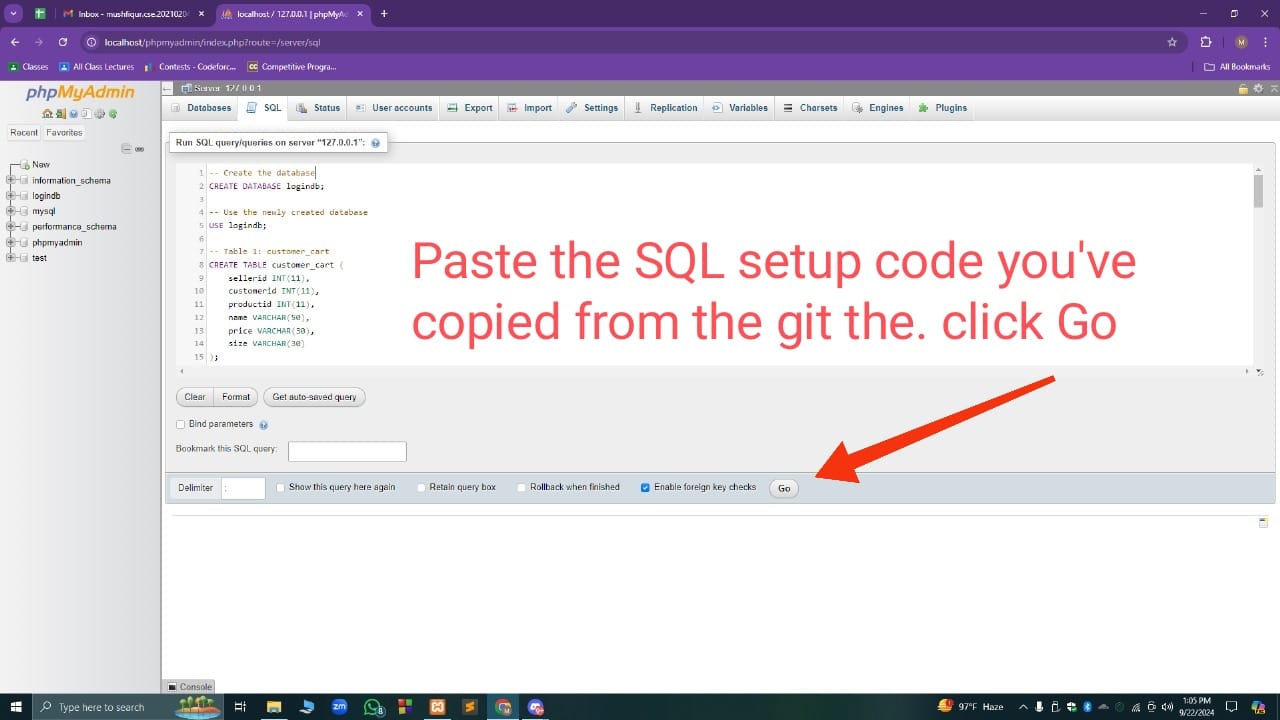 Inbox - mushfiqur.cse.2021020
localhost / 127.0.0.1 | phpMyAd
localhost/phpmyadmin/index.php?route=/server/sql
M
Classes
All Class Lectures
Contests - Codeforc...
CC Competitive Progra...
All Bookmarks
phpMyAdmin
Recent
Favorites
New
information_schema
logindb
mysql
performance_schema
phpmyadmin
test
Server: 127.0.0.1
Databases
SQL
Status
User accounts
Export
Import
Settings
Replication
Variables
Charsets
Engines
Plugins
Run SQL query/queries on server "127.0.0.1":
1 -- Create the database
2 CREATE DATABASE logindb;
3
4 -- Use the newly created database
5 USE logindb;
6
7 -- Table 1: customer_cart
8 CREATE TABLE customer_cart (
9 sellerid INT(11),
10 customerid INT(11),
11 productid INT(11),
12 name VARCHAR(50),
13 price VARCHAR(30),
14 size VARCHAR(30)
15 );
Paste the SQL setup code you've
copied from the git the. click Go
Clear
Format
Get auto-saved query
Bind parameters
Bookmark this SQL query:
Delimiter
;
Show this query here again
Retain query box
Rollback when finished
Enable foreign key checks
Go
Console
Type here to search
zm
97°F Haze
1:05 PM
9/22/2024